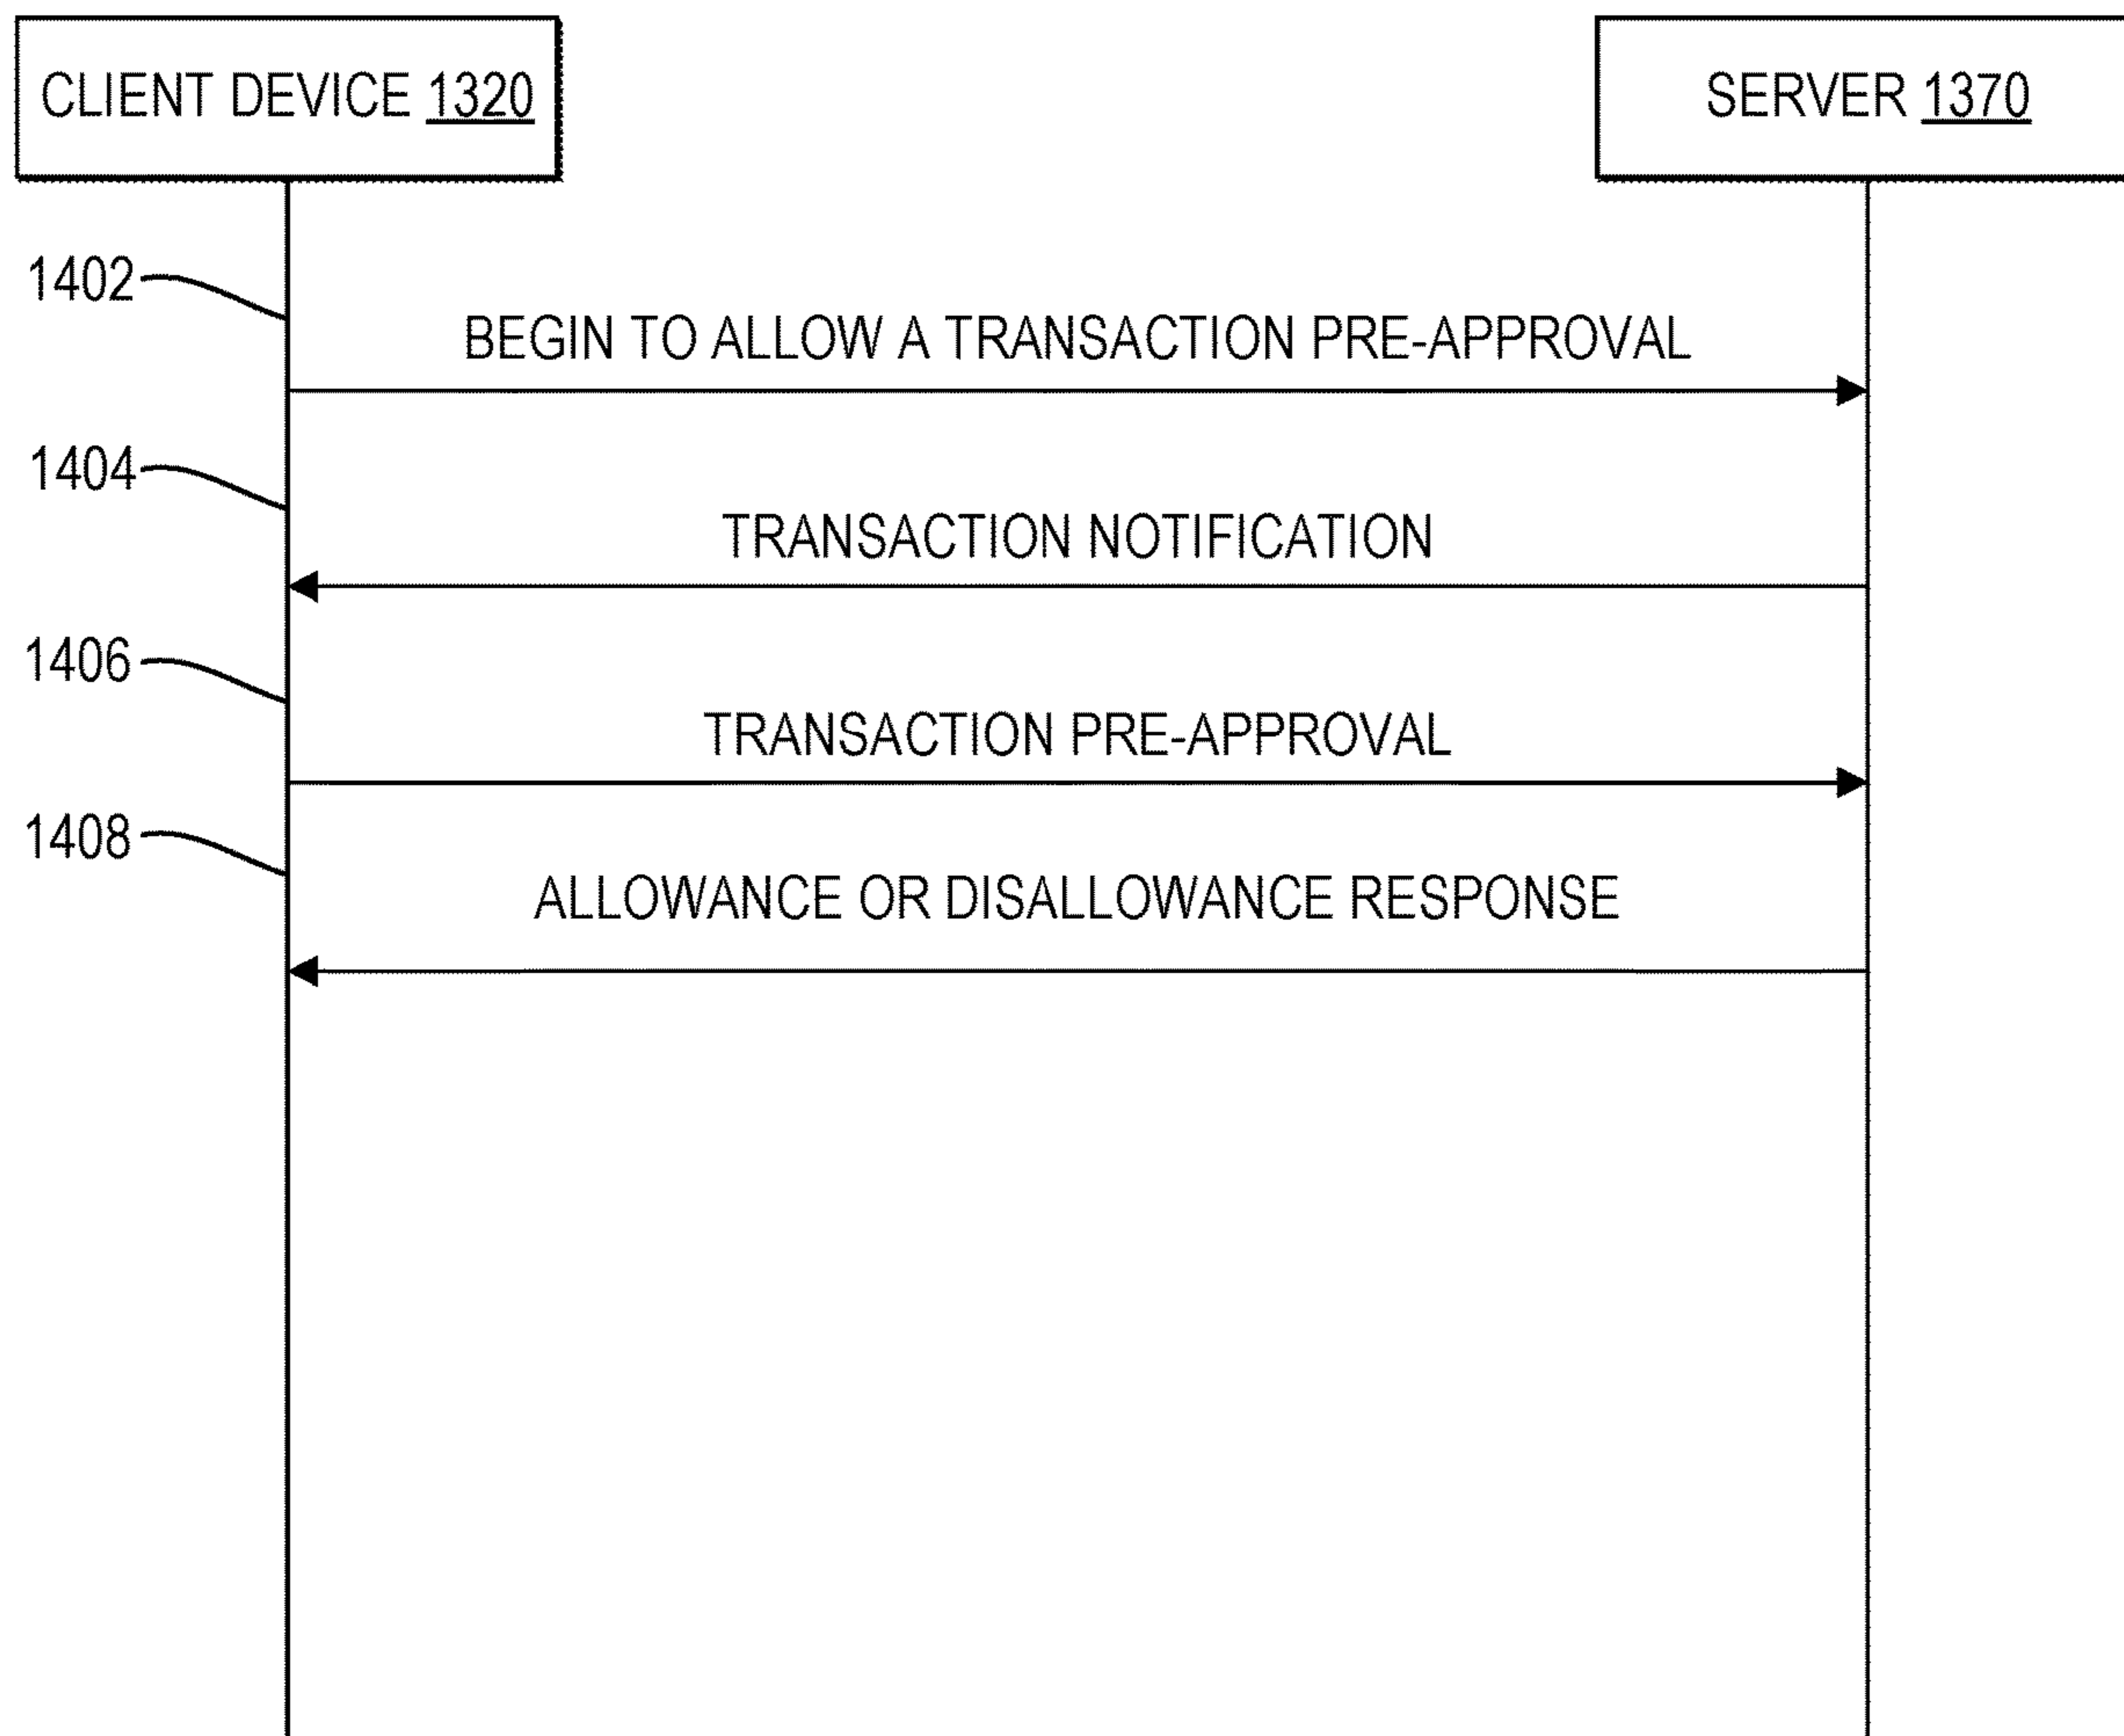 CLIENT DEVICE 1320
SERVER 1370
1402
BEGIN TO ALLOW A TRANSACTION PRE-APPROVAL
1404
TRANSACTION NOTIFICATION
1406
TRANSACTION PRE-APPROVAL
1408
ALLOWANCE OR DISALLOWANCE RESPONSE